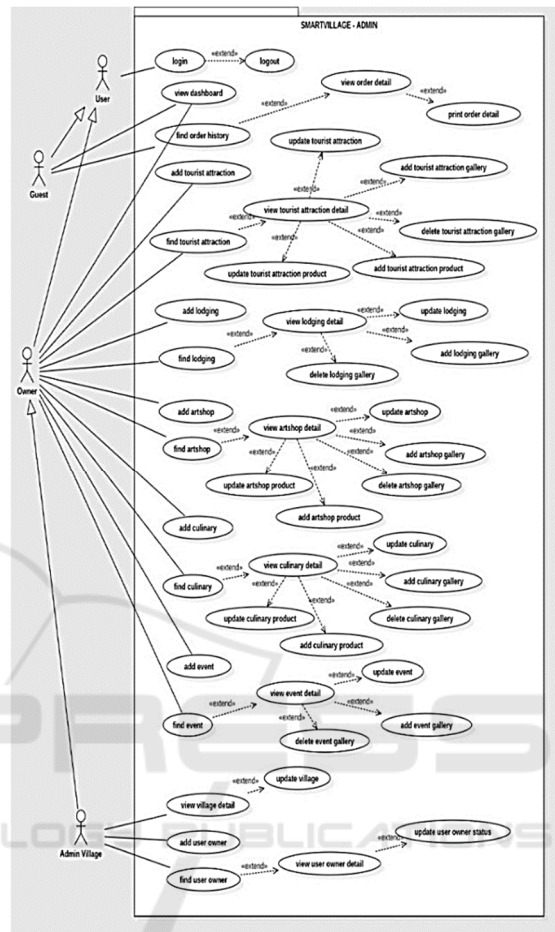 SMARTVILLAGE - ADMIN
login
«extend»
logout
User
view dashboard
view order detail
«extend»
«extend»
print order detail
find order history
Guest
update tourist attraction
add tourist attraction
add tourist attraction gallery
«extend»
«extend»
view tourist attraction detail
«extend»
«extend»
delete tourist attraction gallery
«extend»
«extend»
find tourist attraction
update tourist attraction product
add tourist attraction product
add lodging
update lodging
«extend»
view lodging detail
«extend»
«extend»
find lodging
«extend»
add lodging gallery
delete lodging gallery
Owner
add artshop
update artshop
«extend»
view artshop detail
«extend»
find artshop
«extend»
«extend»
«extend»
add artshop gallery
«extend»
update artshop product
delete artshop gallery
add artshop product
add culinary
update culinary
«extend»
view culinary detail
«extend»
«extend»
find culinary
«extend»
«extend»
add culinary gallery
«extend»
update culinary product
delete culinary gallery
add culinary product
add event
update event
«extend»
view event detail
«extend»
find event
«extend»
«extend»
add event gallery
delete event gallery
update village
«extend»
view village detail
Admin Village
add user owner
update user owner status
«extend»
view user owner detail
«extend»
find user owner
PRESS
LOGY PUBLICATIONS